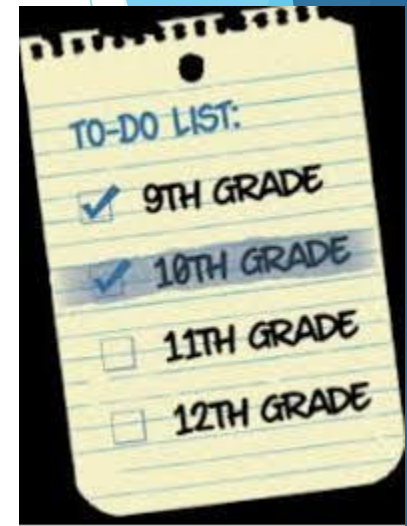 TO-DO LIST:
9TH GRADE
10TH GRADE
11TH GRADE
12TH GRADE